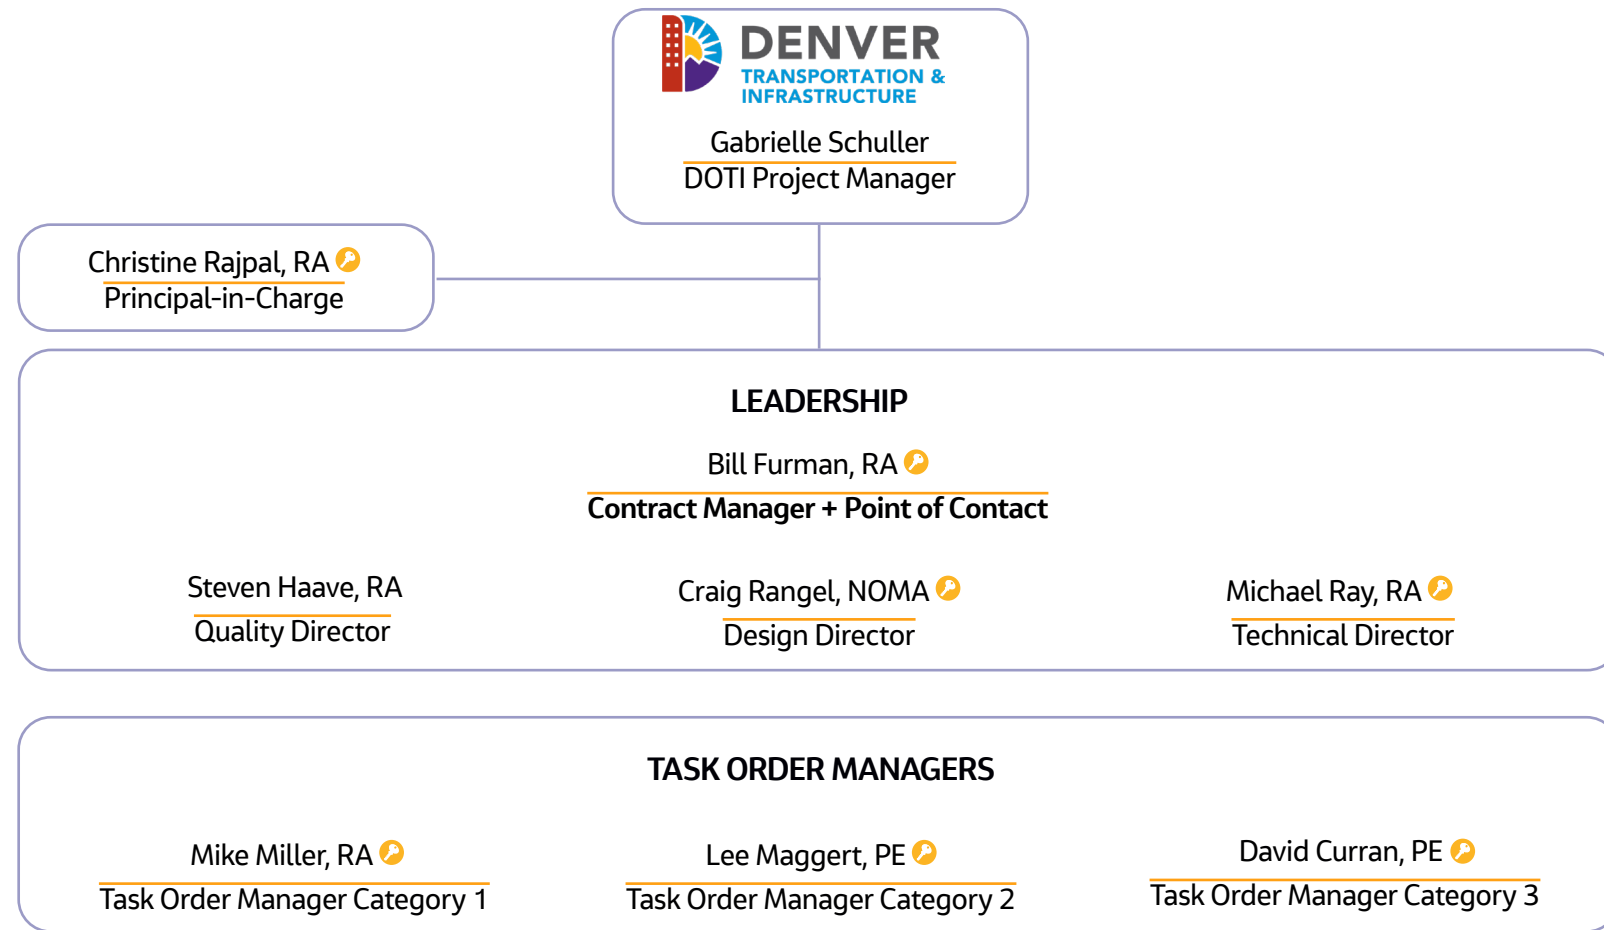 DENVER
TRANSPORTATION &
INFRASTRUCTURE
Gabrielle Schuller
DOTI Project Manager
Christine Rajpal, RA
Principal-in-Charge
LEADERSHIP
Bill Furman, RA
Contract Manager + Point of Contact
Steven Haave, RA
Quality Director
Craig Rangel, NOMA
Design Director
Michael Ray, RA
Technical Director
TASK ORDER MANAGERS
Mike Miller, RA
Task Order Manager Category 1
Lee Maggert, PE
Task Order Manager Category 2
David Curran, PE
Task Order Manager Category 3